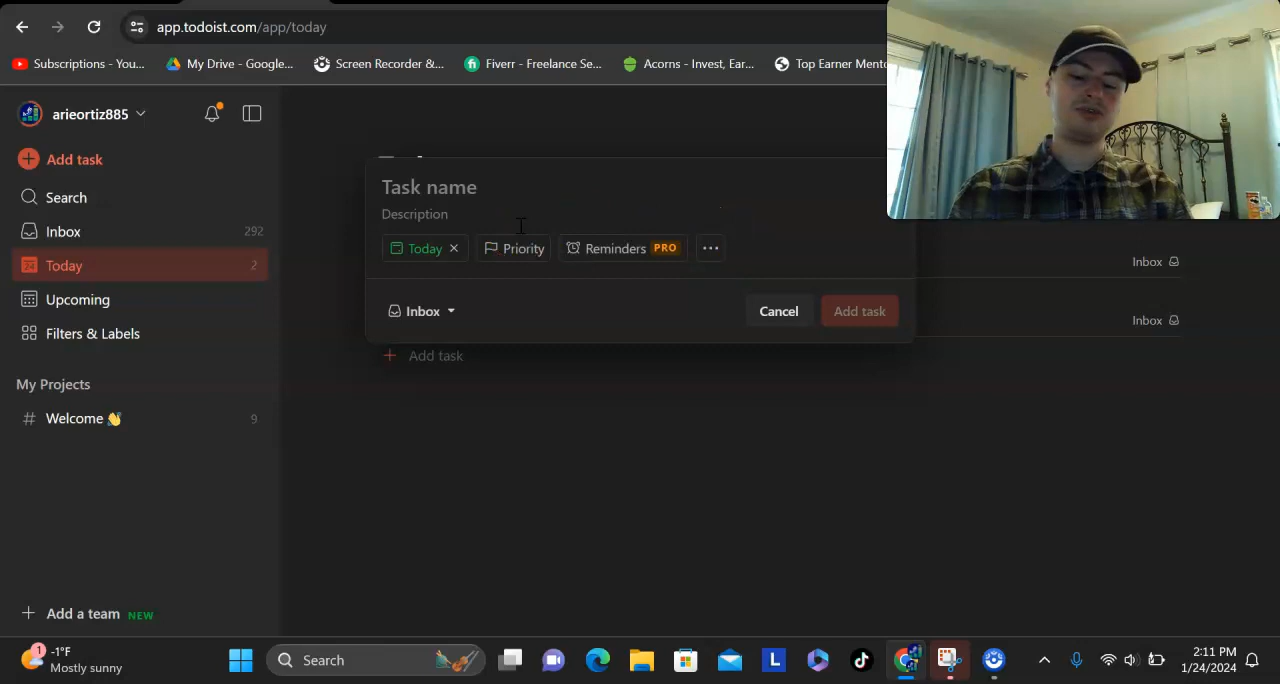 app.todoist.com/app/today
Subscriptions - You...
My Drive - Google...
Screen Recorder &...
Fiverr - Freelance Se...
Acorns - Invest, Ear...
Top Earner Mento
arieortiz885
Add task
Search
Inbox 292
24 Today 2
Upcoming
Filters & Labels
My Projects
# Welcome 👋 9
Add a team NEW
Task name
Description
Today
Priority
Reminders PRO
Inbox
Cancel
Add task
Inbox
Inbox
Add task
1
-1°F
Mostly sunny
Search
L
2:11 PM
1/24/2024